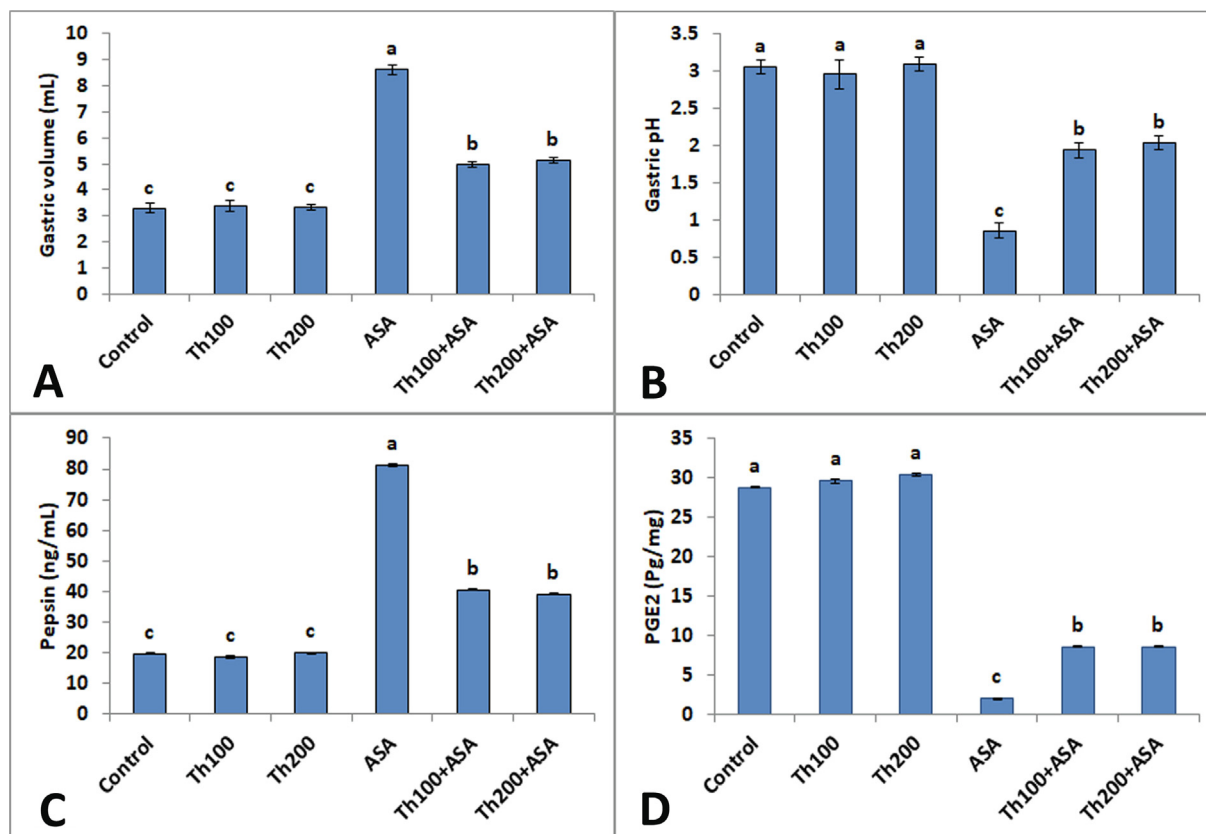 Gastric volume (mL)
10
9
8
7
6
5
4
3
2
1
0
c
c
c
a
b
b
Control
Th100
Th200
ASA
Th100+ASA
Th200+ASA
A
Gastric pH
3.5
3
2.5
2
1.5
1
0.5
0
a
a
a
c
b
b
Control
Th100
Th200
ASA
Th100+ASA
Th200+ASA
B
Pepsin (ng/mL)
90
80
70
60
50
40
30
20
10
0
c
c
c
a
b
b
Control
Th100
Th200
ASA
Th100+ASA
Th200+ASA
C
PGE2 (Pg/mg)
35
30
25
20
15
10
5
0
a
a
a
c
b
b
Control
Th100
Th200
ASA
Th100+ASA
Th200+ASA
D